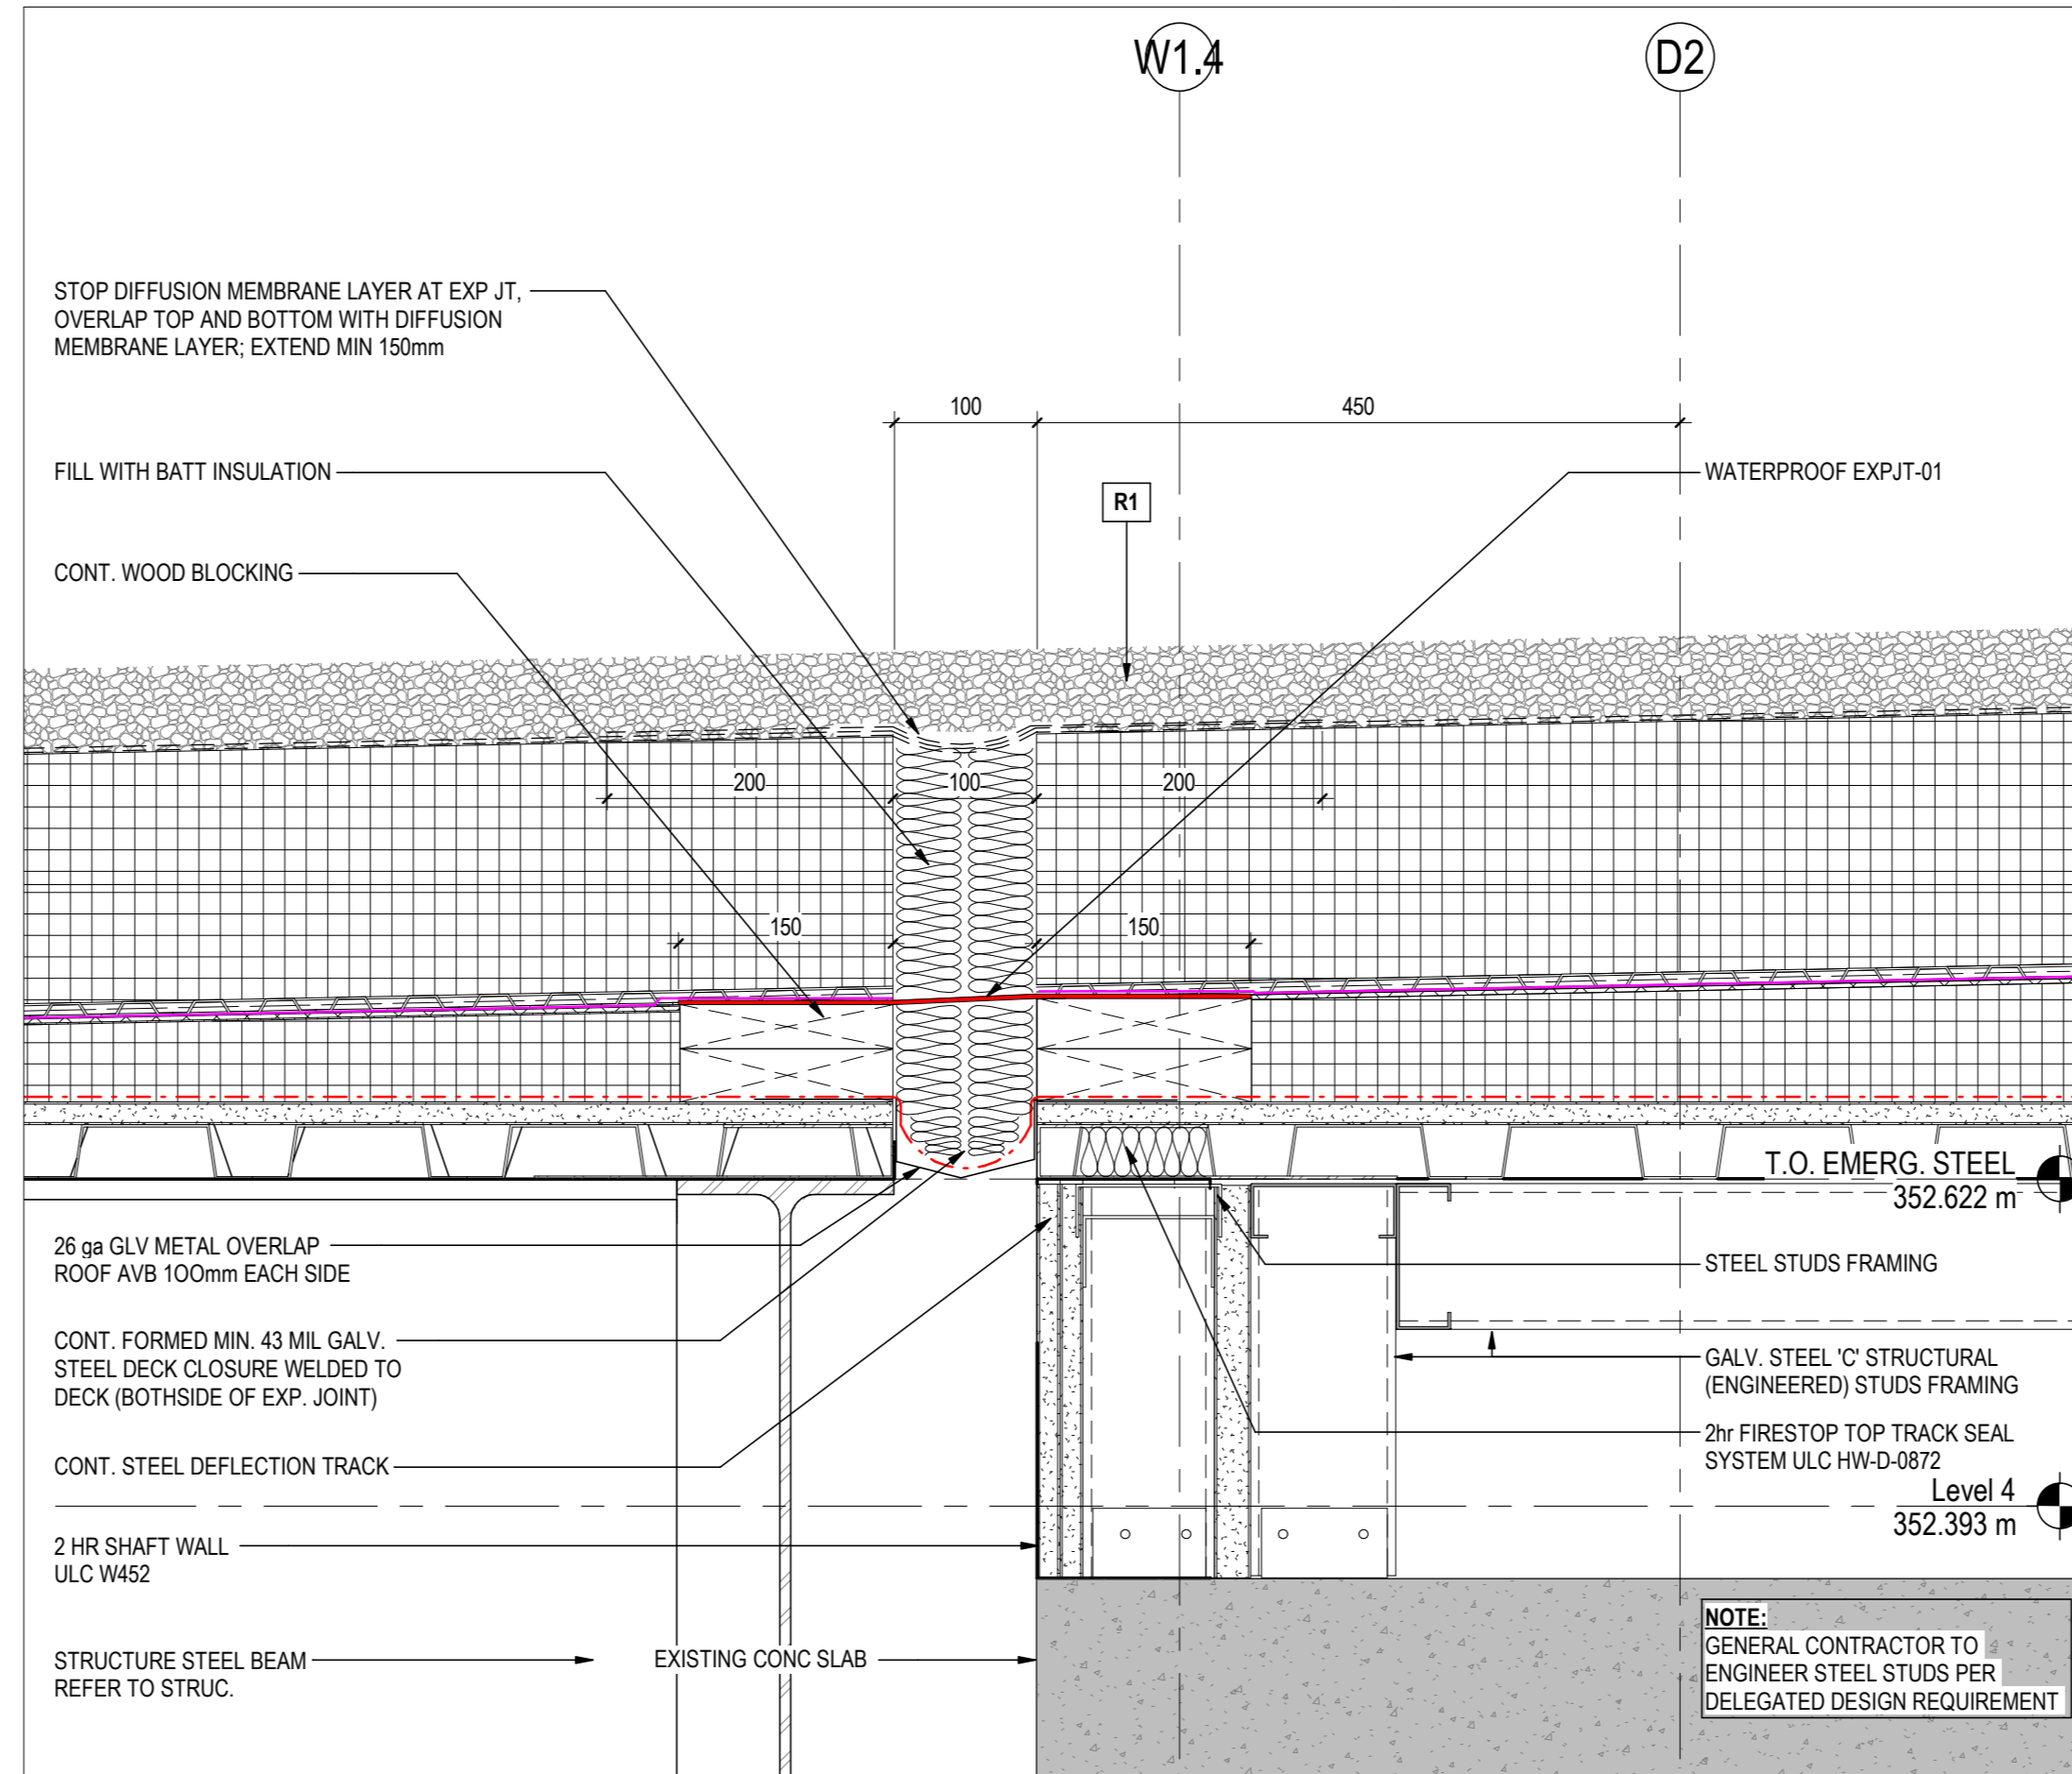 W1.4
D2
STOP DIFFUSION MEMBRANE LAYER AT EXP JT,
OVERLAP TOP AND BOTTOM WITH DIFFUSION
MEMBRANE LAYER; EXTEND MIN 150mm
100
450
FILL WITH BATT INSULATION
WATERPROOF EXPJT-01
R1
CONT. WOOD BLOCKING
200
100
200
150
150
T.O. EMERG. STEEL
352.622 m
26 ga GLV METAL OVERLAP
ROOF AVB 1OOmm EACH SIDE
STEEL STUDS FRAMING
CONT. FORMED MIN. 43 MIL GALV.
STEEL DECK CLOSURE WELDED TO
DECK (BOTHSIDE OF EXP. JOINT)
GALV. STEEL 'C' STRUCTURAL
(ENGINEERED) STUDS FRAMING
2hr FIRESTOP TOP TRACK SEAL
SYSTEM ULC HW-D-0872
CONT. STEEL DEFLECTION TRACK
Level 4
352.393 m
2 HR SHAFT WALL
ULC W452
STRUCTURE STEEL BEAM
REFER TO STRUC.
EXISTING CONC SLAB
NOTE:
GENERAL CONTRACTOR TO
ENGINEER STEEL STUDS PER
DELEGATED DESIGN REQUIREMENT